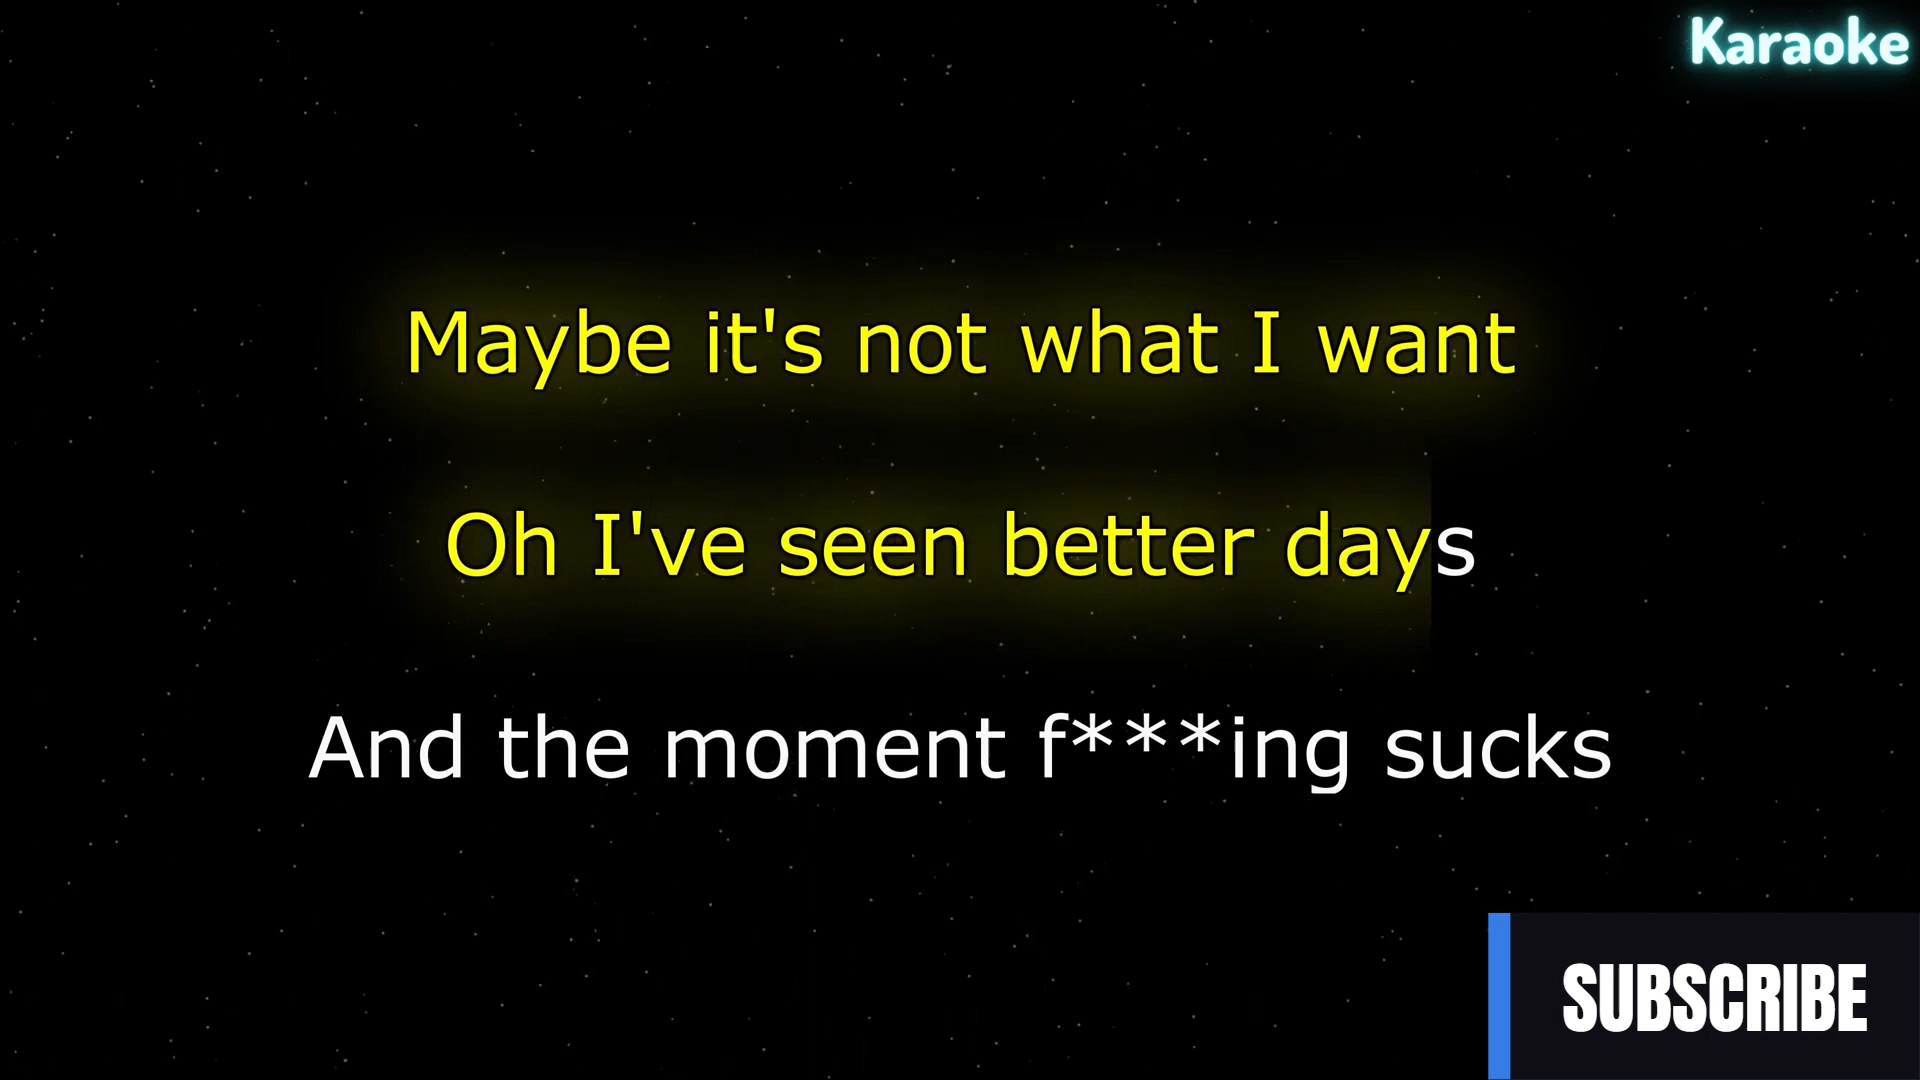 Karaoke
Maybe it's not what I want
Oh I've seen better days
And the moment f***ing sucks
SUBSCRIBE